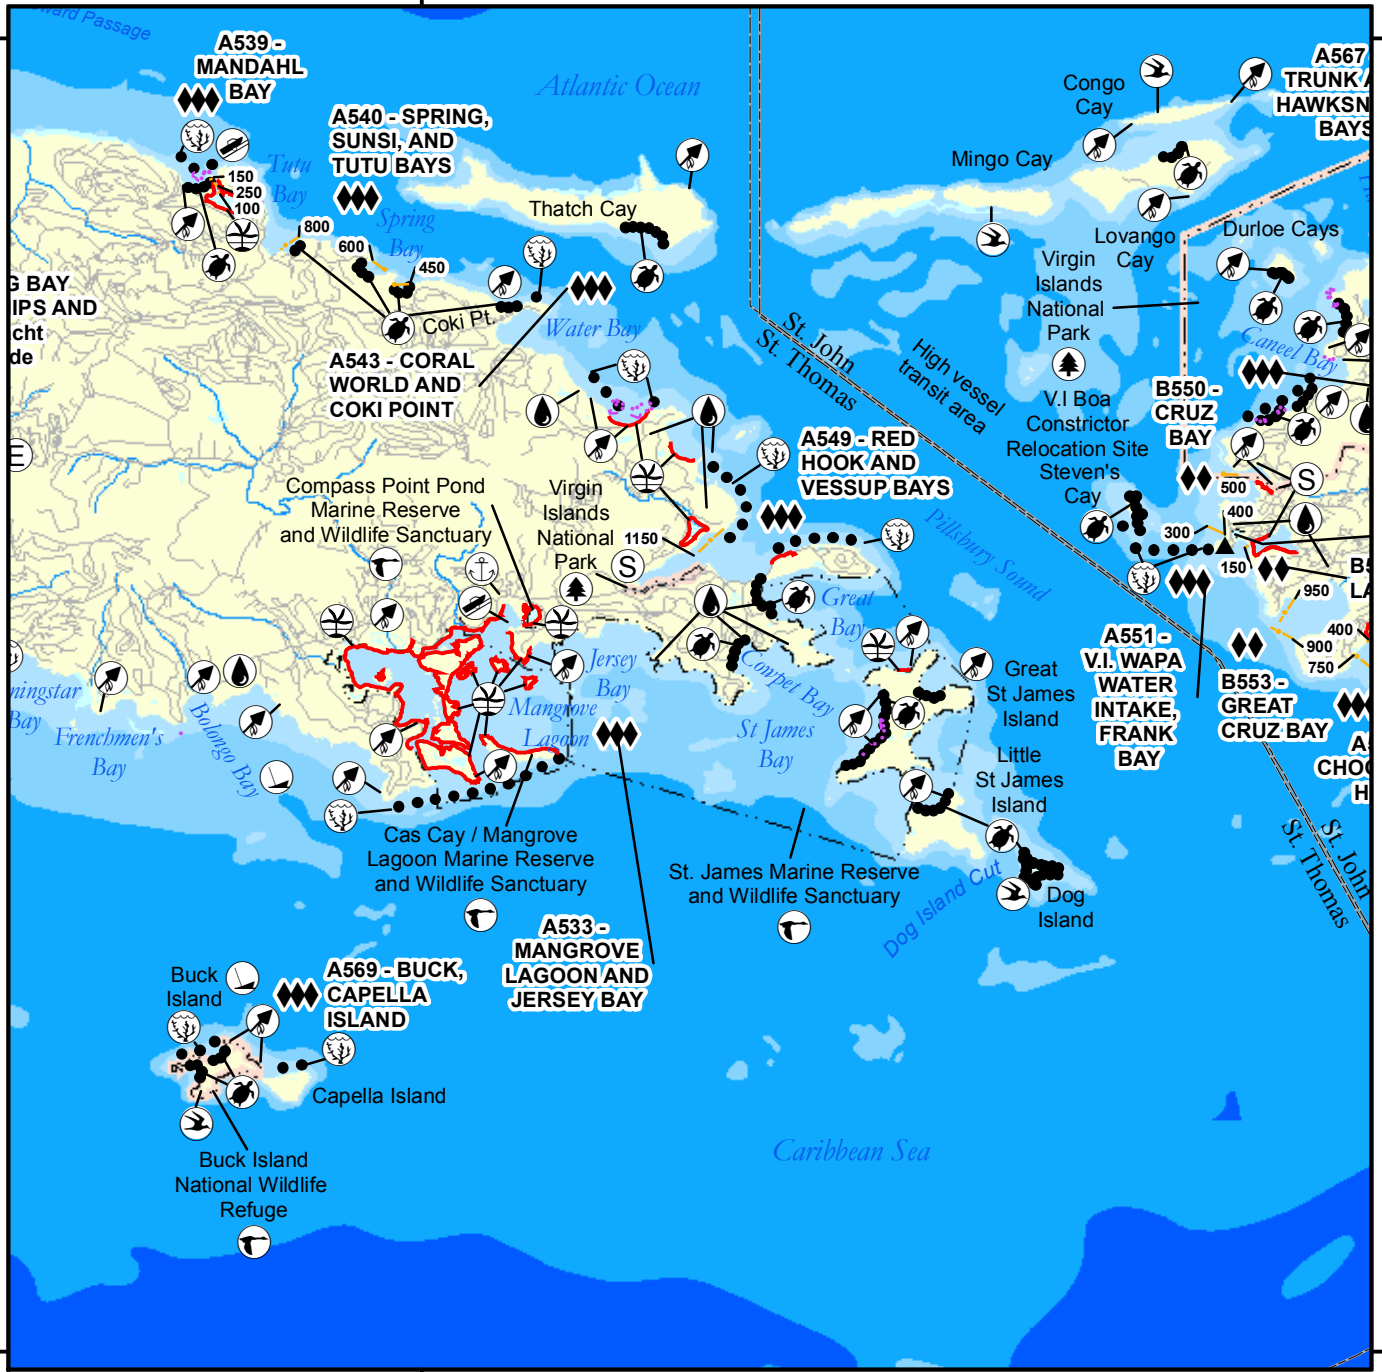 ward Passage
A539 -
MANDAHL
BAY
Atlantic Ocean
A540 - SPRING,
SUNSI, AND
TUTU BAYS
Tutu
Bay
150
250
100
800
Spring
Bay
600
450
Coki Pt.
Thatch Cay
Water Bay
A543 - CORAL
WORLD AND
COKI POINT
G BAY
IPS AND
cht
de
E
Congo
Cay
Mingo Cay
Lovango
Cay
A567
TRUNK A
HAWKSN
BAYS
Durloe Cays
Virgin
Islands
National
Park
Caneel Bay
St. John
St. Thomas
High vessel
transit area
V.I Boa
Constrictor
Relocation Site
Steven's
Cay
B550 -
CRUZ
BAY
S
500
400
300
150
B5
LA
950
400
900
750
A549 - RED
HOOK AND
VESSUP BAYS
Compass Point Pond
Marine Reserve
and Wildlife Sanctuary
Virgin
Islands
National
Park
1150
S
Pillsbury Sound
Great
Bay
Jersey
Bay
Mangrove
Lagoon
Compet Bay
St James
Bay
Great
St James
Island
Little
St James
Island
A551 -
V.I. WAPA
WATER
INTAKE,
FRANK
BAY
B553 -
GREAT
CRUZ BAY
A5
CHOC
H
St. John
St. Thomas
ningstar
Bay
Frenchmen's
Bay
Bolongo Bay
Cas Cay / Mangrove
Lagoon Marine Reserve
and Wildlife Sanctuary
St. James Marine Reserve
and Wildlife Sanctuary
Dog Island Cut
Dog
Island
A533 -
MANGROVE
LAGOON AND
JERSEY BAY
Buck
Island
A569 - BUCK,
CAPELLA
ISLAND
Capella Island
Buck Island
National Wildlife
Refuge
Caribbean Sea